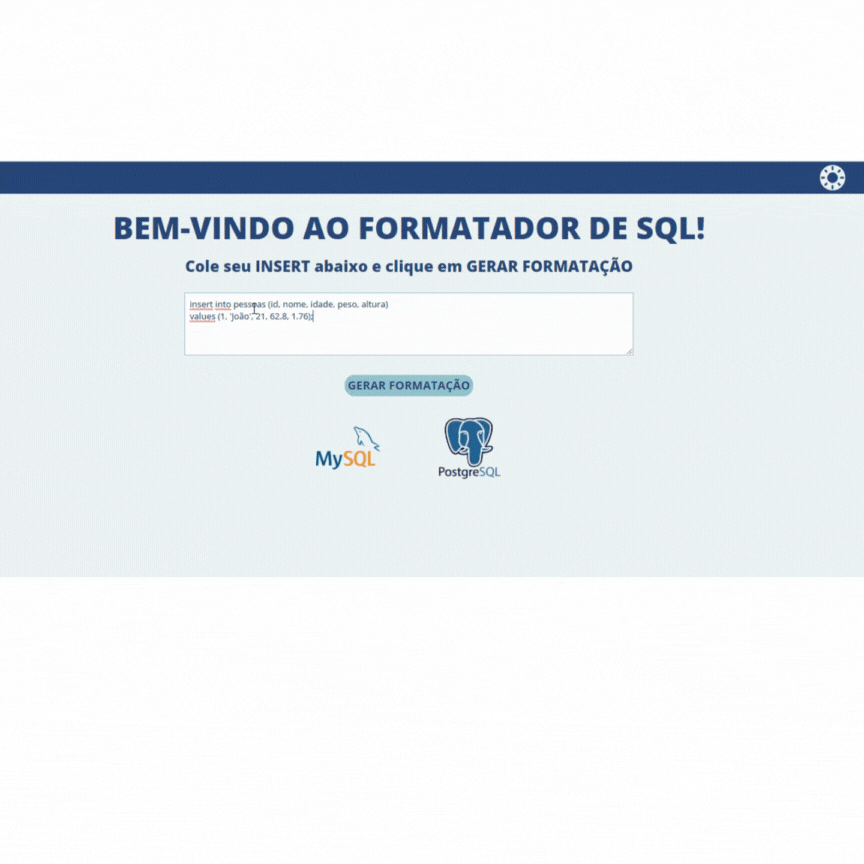 BEM-VINDO AO FORMATADOR DE SQL!
Cole seu INSERT abaixo e clique em GERAR FORMATAÇÃO
insert into pessoas (id, nome, idade, peso, altura)
values (1, 'João', 21, 62.8, 1.76);
GERAR FORMATAÇÃO
MySQL
PostgreSQL